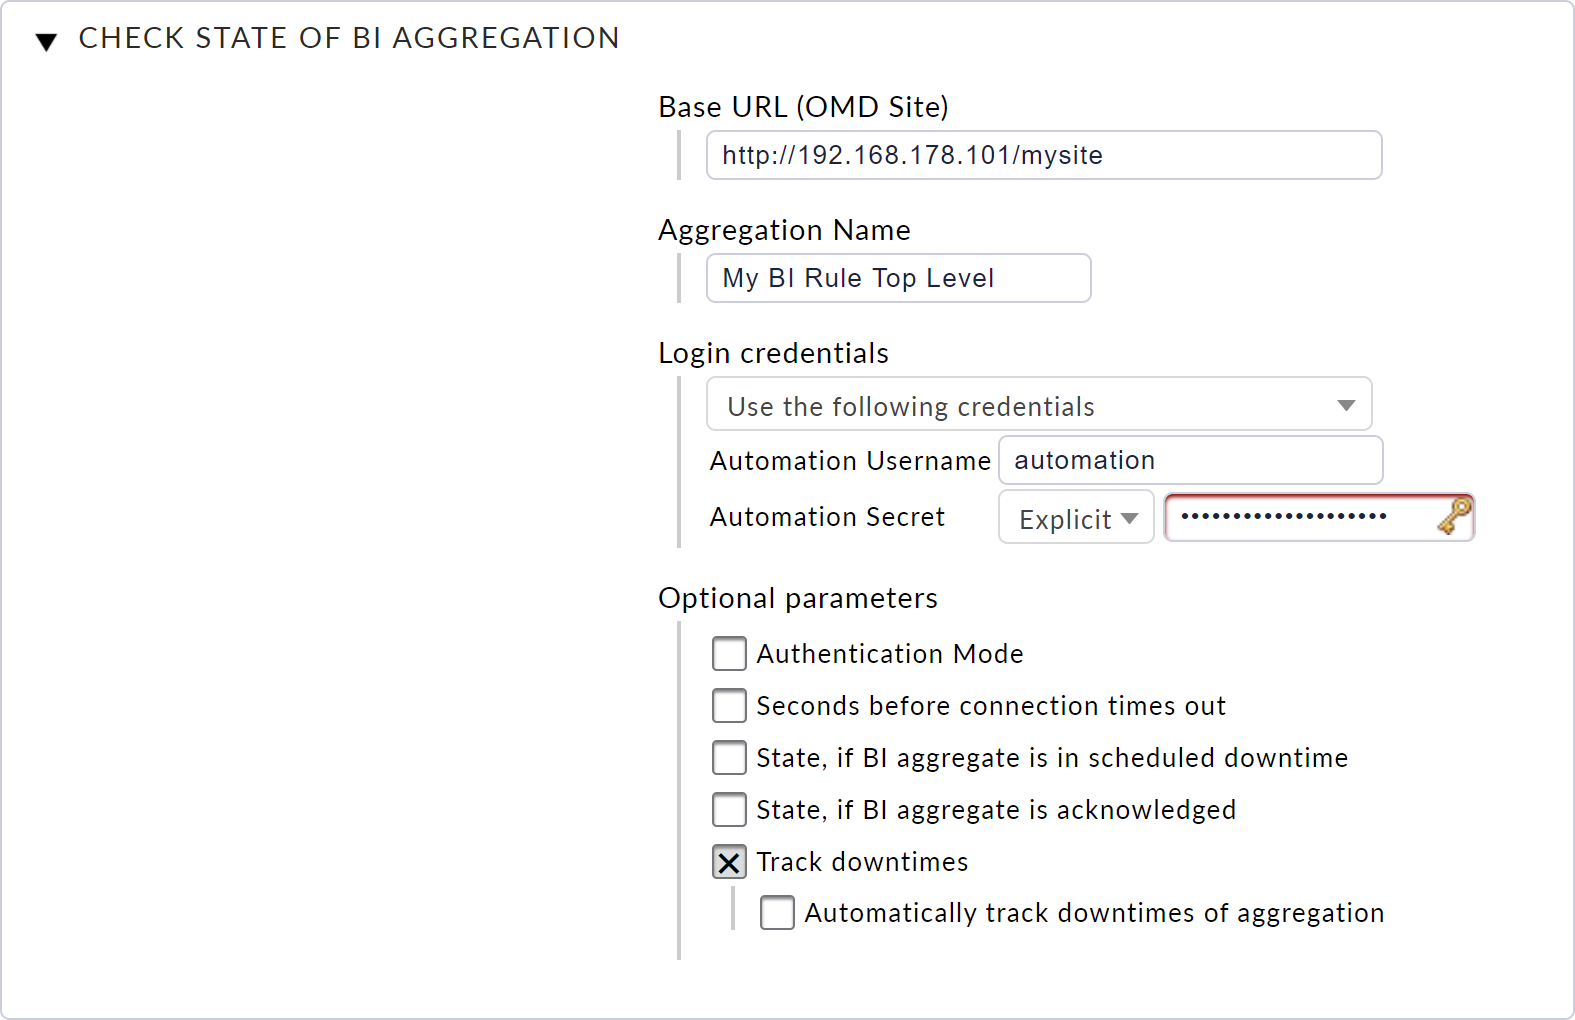 CHECK STATE OF BI AGGREGATION
Base URL (OMD Site)
http://192.168.178.101/mysite
Aggregation Name
My BI Rule Top Level
Login credentials
Use the following credentials
Automation Username automation
Automation Secret Explicit ••••••••••••••••••••
Optional parameters
Authentication Mode
Seconds before connection times out
State, if BI aggregate is in scheduled downtime
State, if BI aggregate is acknowledged
Track downtimes
Automatically track downtimes of aggregation